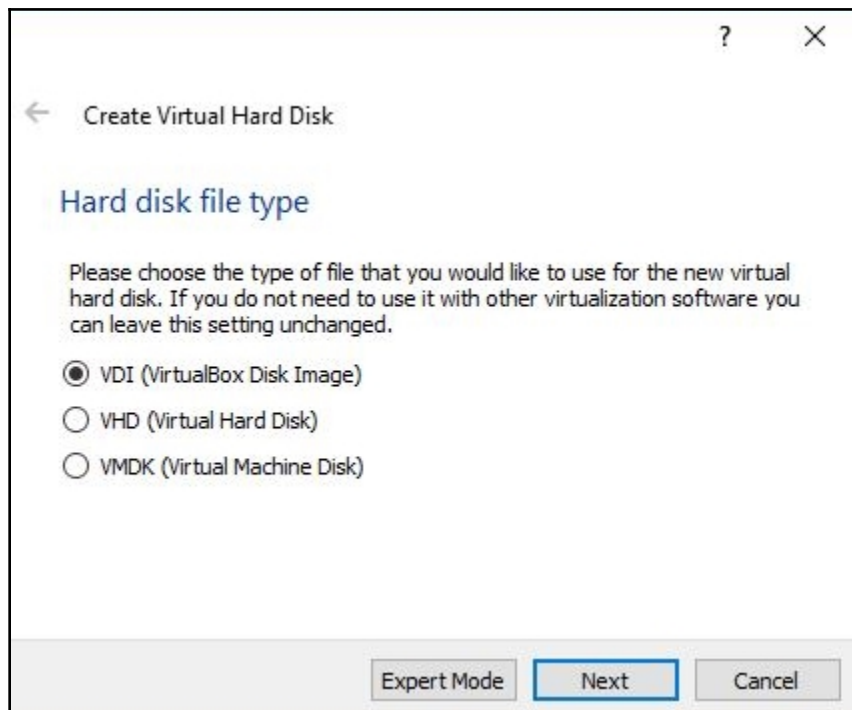 ?
Create Virtual Hard Disk
Hard disk file type
Please choose the type of file that you would like to use for the new virtual
hard disk. If you do not need to use it with other virtualization software you
can leave this setting unchanged.
VDI (VirtualBox Disk Image)
VHD (Virtual Hard Disk)
VMDK (Virtual Machine Disk)
Expert Mode Next Cancel